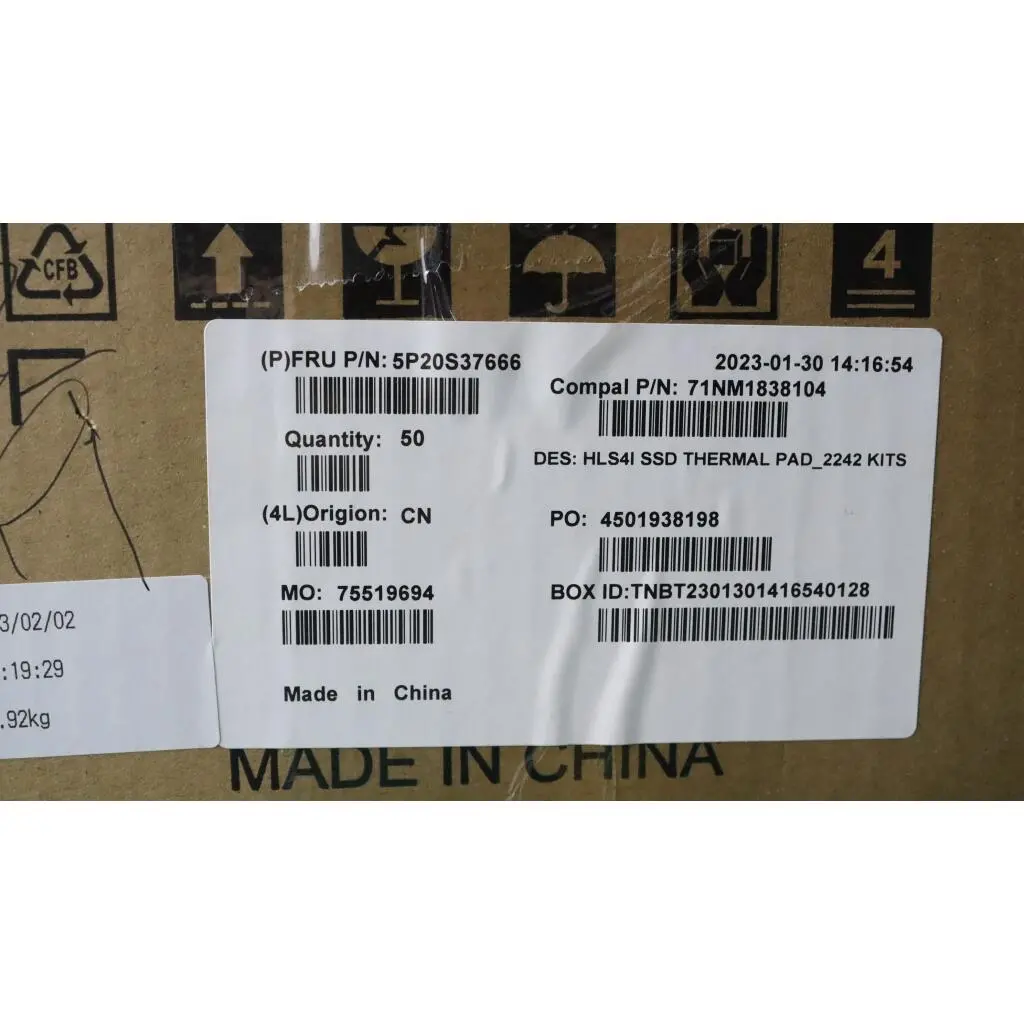 CFB
4
(P)FRU P/N: 5P20S37666
2023-01-30 14:16:54
Compal P/N: 71NM1838104
Quantity: 50
DES: HLS4I SSD THERMAL PAD_2242 KITS
(4L)Origion: CN
PO: 4501938198
MO: 75519694
BOX ID:TNBT2301301416540128
Made in China
3/02/02
:19:29
.92kg
MADE IN CHINA